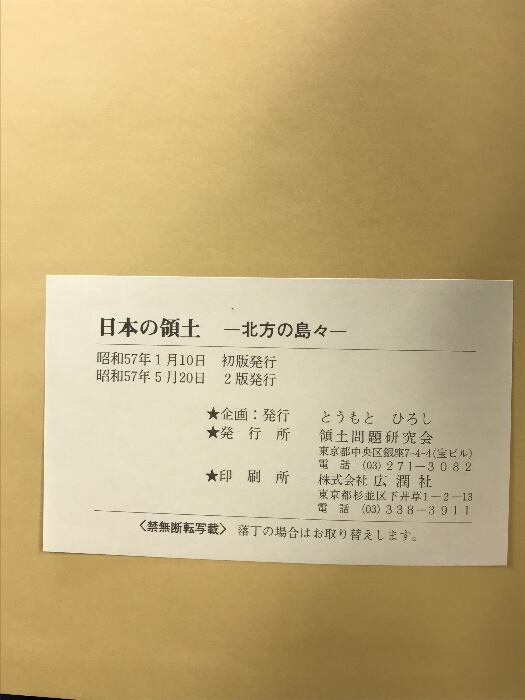 日本の領土 ―北方の島々―
昭和57年1月10日 初版発行
昭和57年5月20日 2版発行
★企画：発行 とうもと ひろし
★発行所 領土問題研究会
東京都中央区銀座7-4-4(宝ビル)
電話 (03)271-3082
★印刷所 株式会社 広潤社
東京都杉並区下井草1-2-13
電話 (03)338-3911
〈禁無断転写載〉 落丁の場合はお取り替えします。